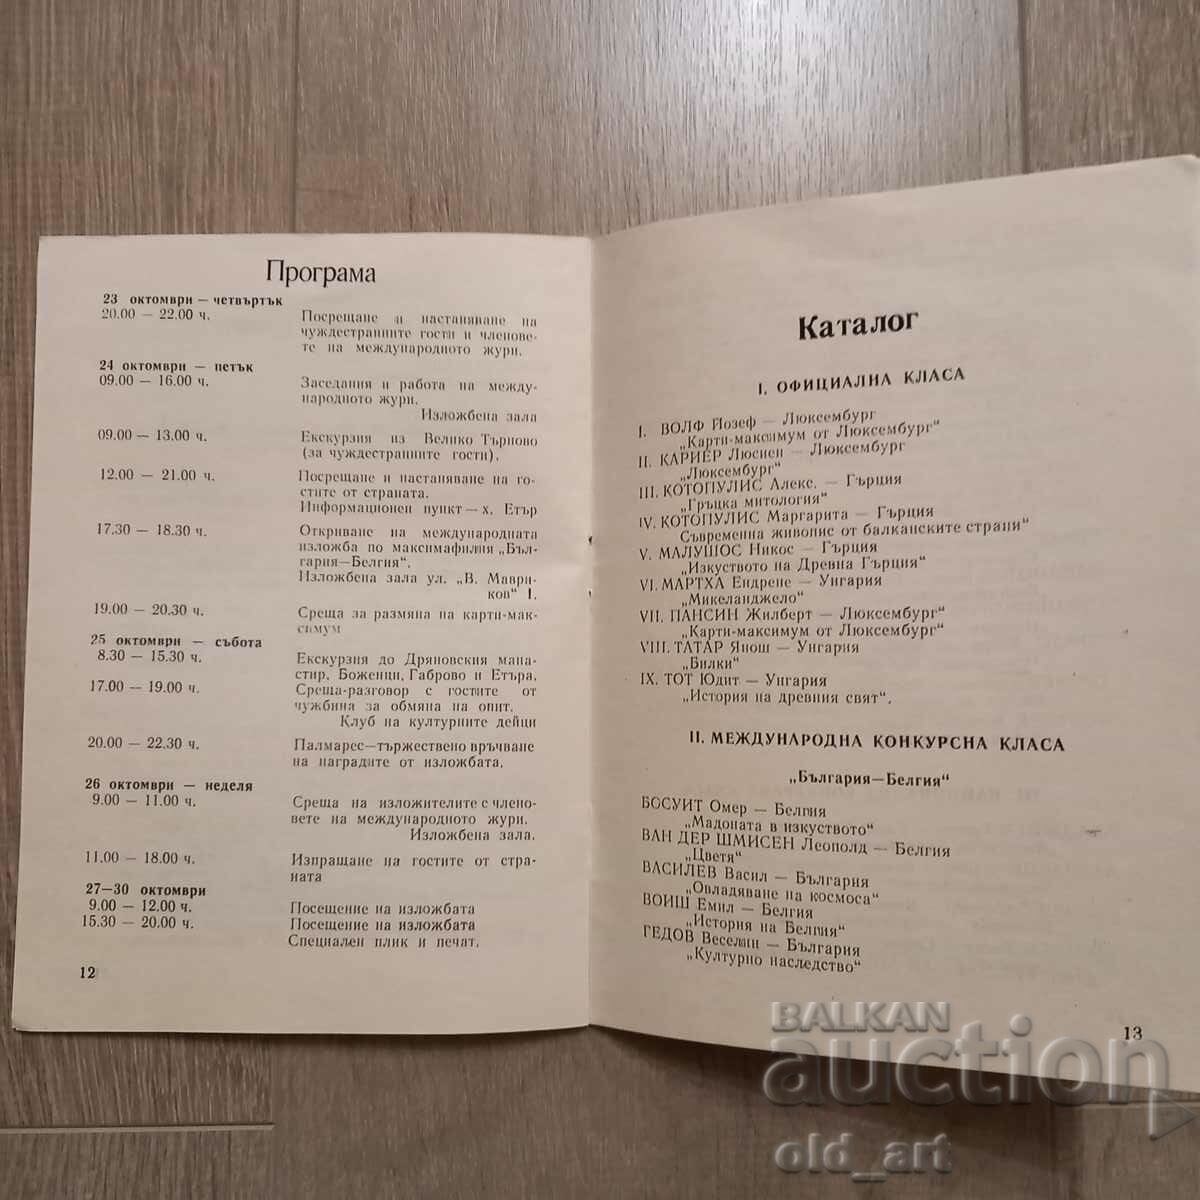 Програма
23 октомври — четвъртък
20.00 — 22.00 ч.
Посрещане и настаняване на
чуждестранните гости и членове-
те на международното жури.
24 октомври — петък
09.00 — 16.00 ч.
Заседания и работа на между-
народното жури.
Изложбена зала
09.00 — 13.00 ч.
Екскурзия из Велико Търново
(за чуждестранните гости).
12.00 — 21.00 ч.
Посрещане и настаняване на го-
стите от страната.
Информационен пункт — х. Етър
17.30 — 18.30 ч.
Откриване на международната
изложба по максимафилия „Бъл-
гария—Белгия“.
Изложбена зала ул. „В. Маври-
ков“ 1.
19.00 — 20.30 ч.
Среща за размяна на карти-мак-
симум
25 октомври — събота
8.30 — 15.30 ч.
Екскурзия до Дряновския мана-
стир, Боженци, Габрово и Етъра.
17.00 — 19.00 ч.
Среща-разговор с гостите от
чужбина за обмяна на опит.
Клуб на културните дейци
20.00 — 22.30 ч.
Палмарес—тържествено връчване
на наградите от изложбата.
26 октомври — неделя
9.00 — 11.00 ч.
Среща на изложителите с члено-
вете на международното жури.
Изложбена зала.
11.00 — 18.00 ч.
Изпращане на гостите от стра-
ната
27—30 октомври
9.00 — 12.00 ч.
Посещение на изложбата
15.30 — 20.00 ч.
Посещение на изложбата
Специален плик и печат.
12
Каталог
I. ОФИЦИАЛНА КЛАСА
I. ВОЛФ Йозеф — Люксембург
„Карти-максимум от Люксембург“
II. КАРИЕР Люсиен — Люксембург
„Люксембург“
III. КОТОПУЛИС Алекс. — Гърция
„Гръцка митология“
IV. КОТОПУЛИС Маргарита — Гърция
Съвременна живопис от балканските страни“
V. МАЛУШОС Никос — Гърция
„Изкуството на Древна Гърция“
VI. МАРТХА Ендрене — Унгария
„Микеланджело“
VII. ПАНСИН Жилберт — Люксембург“
„Карти-максимум от Люксембург“
VIII. ТАТАР Янош — Унгария
„Билки“
IX. ТОТ Юдит — Унгария
„История на древния свят“.
II. МЕЖДУНАРОДНА КОНКУРСНА КЛАСА
„България—Белгия“
БОСУИТ Омер — Белгия
„Мадоната в изкуството“
ВАН ДЕР ШМИСЕН Леополд — Белгия
„Цветя“
ВАСИЛЕВ Васил — България
„Овладяване на космоса“
ВОИШ Емил — Белгия
„История на Белгия“
ГЕДОВ Веселин — България
„Културно наследство“
13
BALKAN
auction
old_art